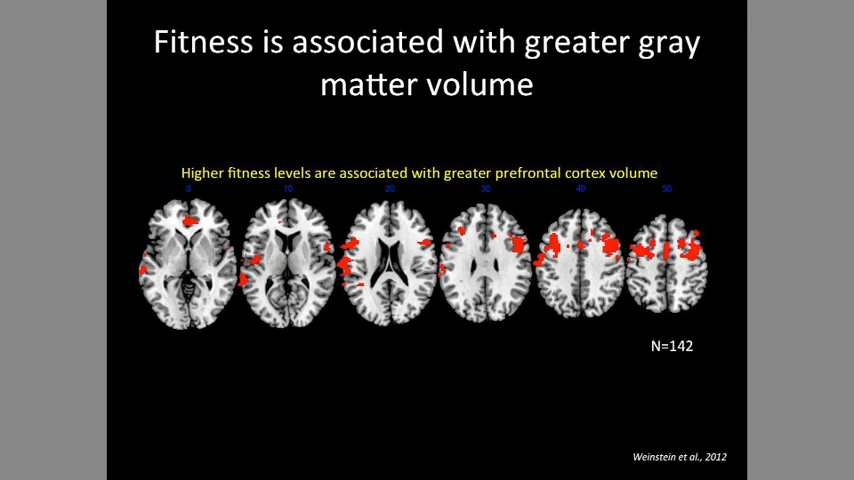 Fitness is associated with greater gray
matter volume
Higher fitness levels are associated with greater prefrontal cortex volume
0 10 20 30 40 50
N=142
Weinstein et al., 2012